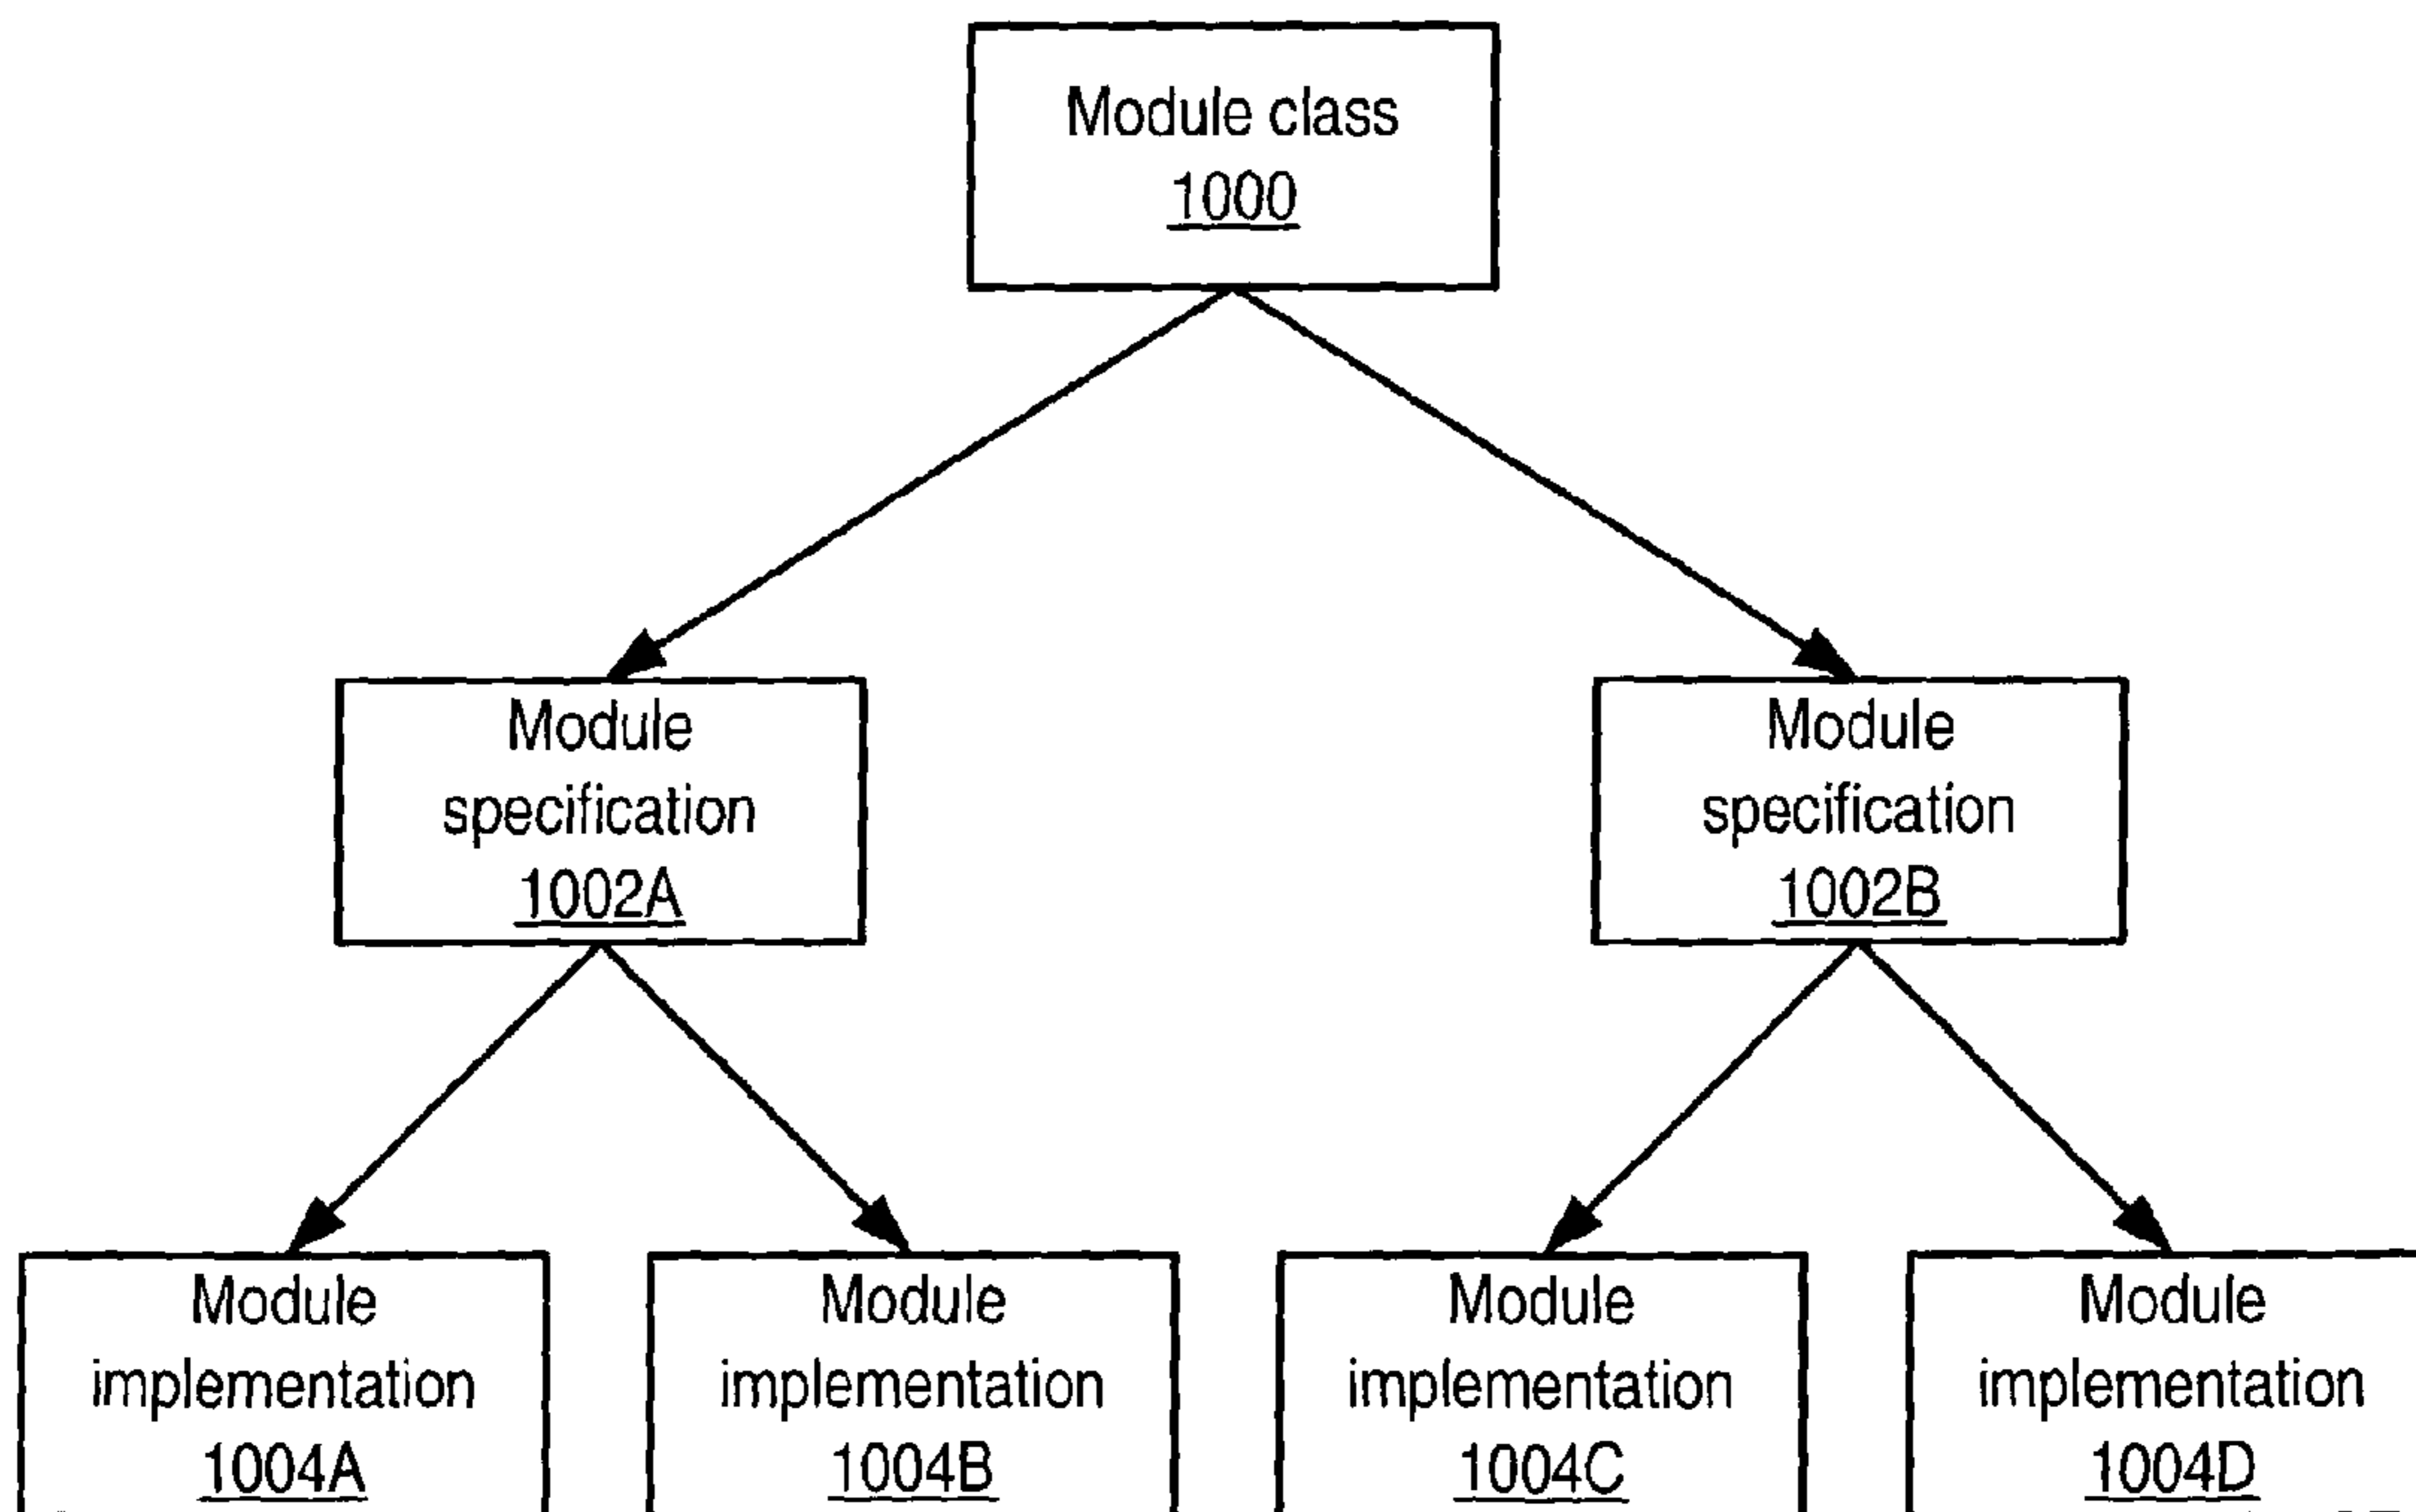 Module class
1000
Module
specification
1002A
Module
specification
1002B
Module
implementation
1004A
Module
implementation
1004B
Module
implementation
1004C
Module
implementation
1004D